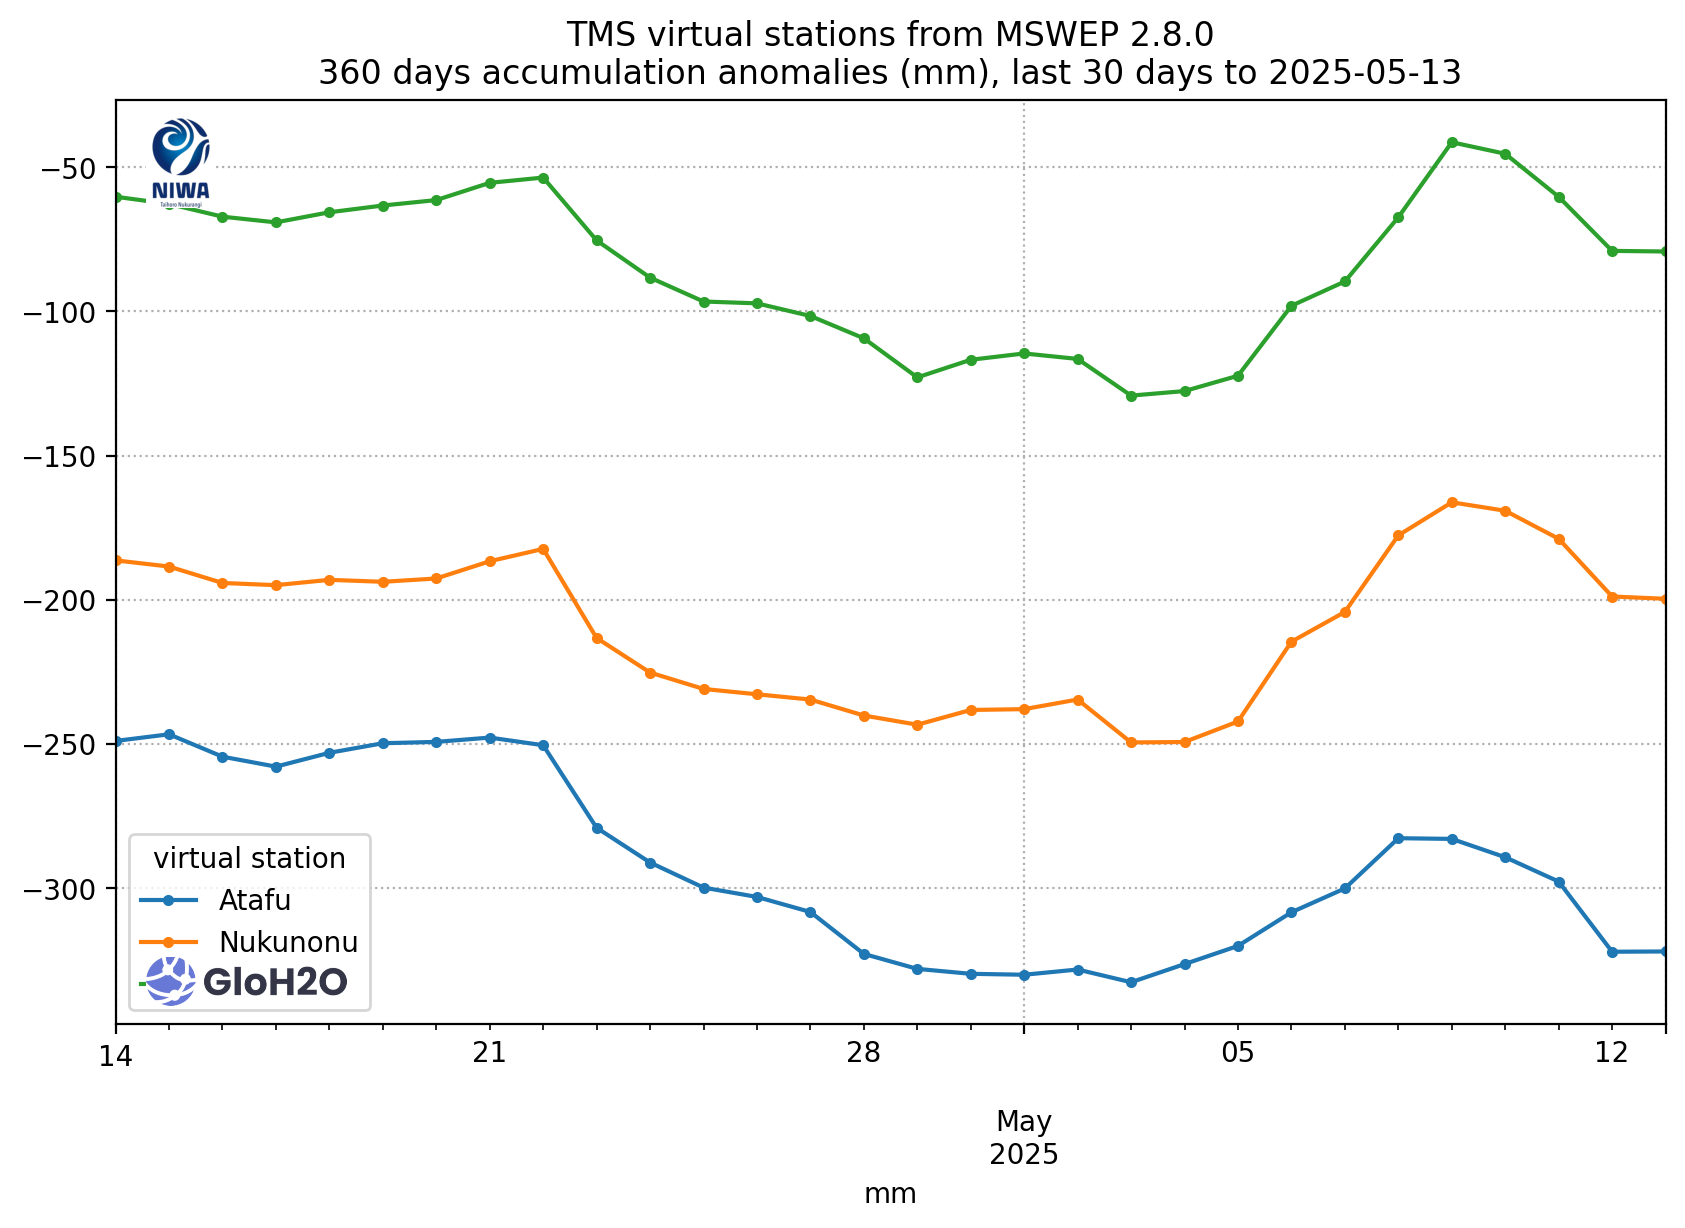 TMS virtual stations from MSWEP 2.8.0
360 days accumulation anomalies (mm), last 30 days to 2025-05-13
NIWA
Taihoro Nukurangi
−50
−100
−150
−200
−250
−300
virtual station
Atafu
Nukunonu
GloH2O
14
21
28
05
12
May
2025
mm